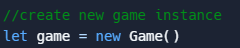 //create new game instance
let game = new Game()